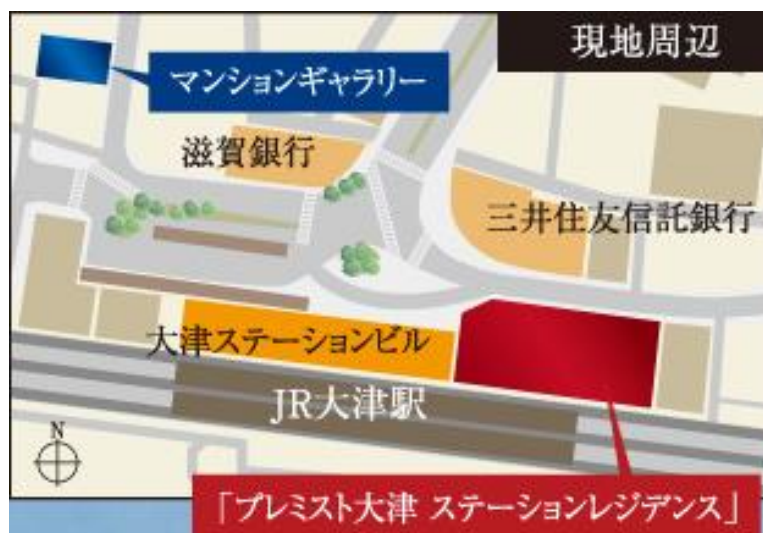 現地周辺
マンションギャラリー
滋賀銀行
三井住友信託銀行
大津ステーションビル
JR大津駅
N
「プレミスト大津 ステーションレジデンス」